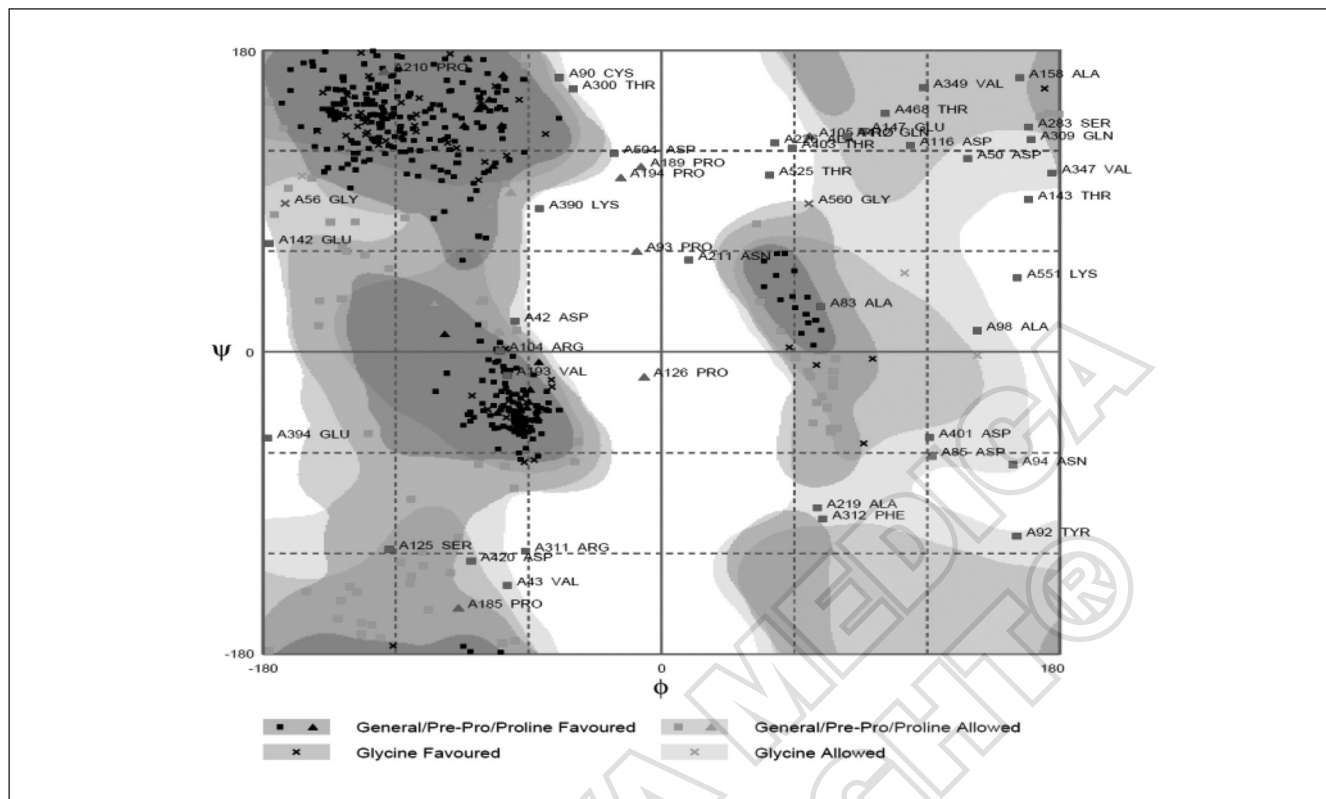 180
A210 PRO
A90 CYS
A300 THR
A349 VAL
A158 ALA
A468 THR
A147 GLU
A283 SER
A309 GLN
A403 THR
A116 ASP
A594 ASP
A50 ASP
A189 PRO
A194 PRO
A525 THR
A347 VAL
A56 GLY
A390 LYS
A560 GLY
A143 THR
A142 GLU
A93 PRO
A211 ASN
A551 LYS
A83 ALA
A42 ASP
A98 ALA
ψ 0
A104 ARG
A193 VAL
A126 PRO
A394 GLU
A401 ASP
A85 ASP
A94 ASN
A219 ALA
A312 PHE
A92 TYR
A125 SER
A311 ARG
A420 ASP
A43 VAL
A185 PRO
-180
-180 0 180
ϕ
General/Pre-Pro/Proline Favoured General/Pre-Pro/Proline Allowed
Glycine Favoured Glycine Allowed